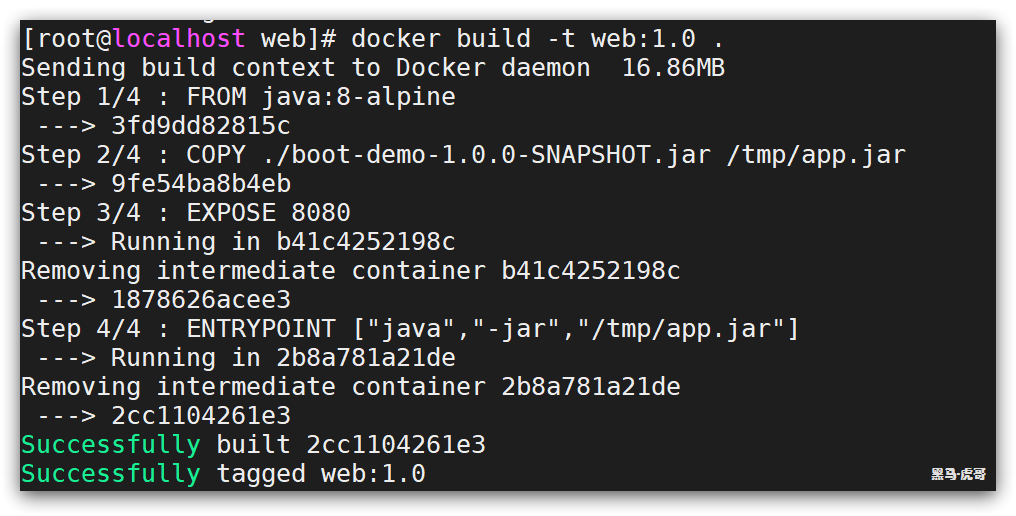 [root@localhost web]# docker build -t web:1.0 .
Sending build context to Docker daemon  16.86MB
Step 1/4 : FROM java:8-alpine
 ---> 3fd9dd82815c
Step 2/4 : COPY ./boot-demo-1.0.0-SNAPSHOT.jar /tmp/app.jar
 ---> 9fe54ba8b4eb
Step 3/4 : EXPOSE 8080
 ---> Running in b41c4252198c
Removing intermediate container b41c4252198c
 ---> 1878626acee3
Step 4/4 : ENTRYPOINT ["java","-jar","/tmp/app.jar"]
 ---> Running in 2b8a781a21de
Removing intermediate container 2b8a781a21de
 ---> 2cc1104261e3
Successfully built 2cc1104261e3
Successfully tagged web:1.0
黑马·虎哥